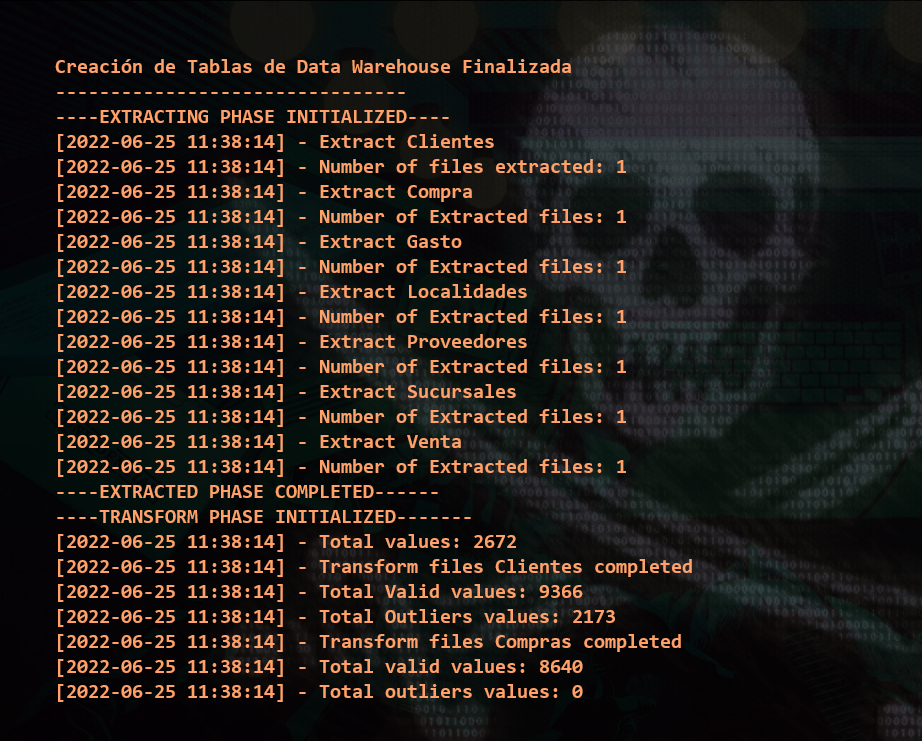 Creación de Tablas de Data Warehouse Finalizada
--------------------------------
----EXTRACTING PHASE INITIALIZED----
[2022-06-25 11:38:14] - Extract Clientes
[2022-06-25 11:38:14] - Number of files extracted: 1
[2022-06-25 11:38:14] - Extract Compra
[2022-06-25 11:38:14] - Number of Extracted files: 1
[2022-06-25 11:38:14] - Extract Gasto
[2022-06-25 11:38:14] - Number of Extracted files: 1
[2022-06-25 11:38:14] - Extract Localidades
[2022-06-25 11:38:14] - Number of Extracted files: 1
[2022-06-25 11:38:14] - Extract Proveedores
[2022-06-25 11:38:14] - Number of Extracted files: 1
[2022-06-25 11:38:14] - Extract Sucursales
[2022-06-25 11:38:14] - Number of Extracted files: 1
[2022-06-25 11:38:14] - Extract Venta
[2022-06-25 11:38:14] - Number of Extracted files: 1
----EXTRACTED PHASE COMPLETED------
----TRANSFORM PHASE INITIALIZED-------
[2022-06-25 11:38:14] - Total values: 2672
[2022-06-25 11:38:14] - Transform files Clientes completed
[2022-06-25 11:38:14] - Total Valid values: 9366
[2022-06-25 11:38:14] - Total Outliers values: 2173
[2022-06-25 11:38:14] - Transform files Compras completed
[2022-06-25 11:38:14] - Total valid values: 8640
[2022-06-25 11:38:14] - Total outliers values: 0